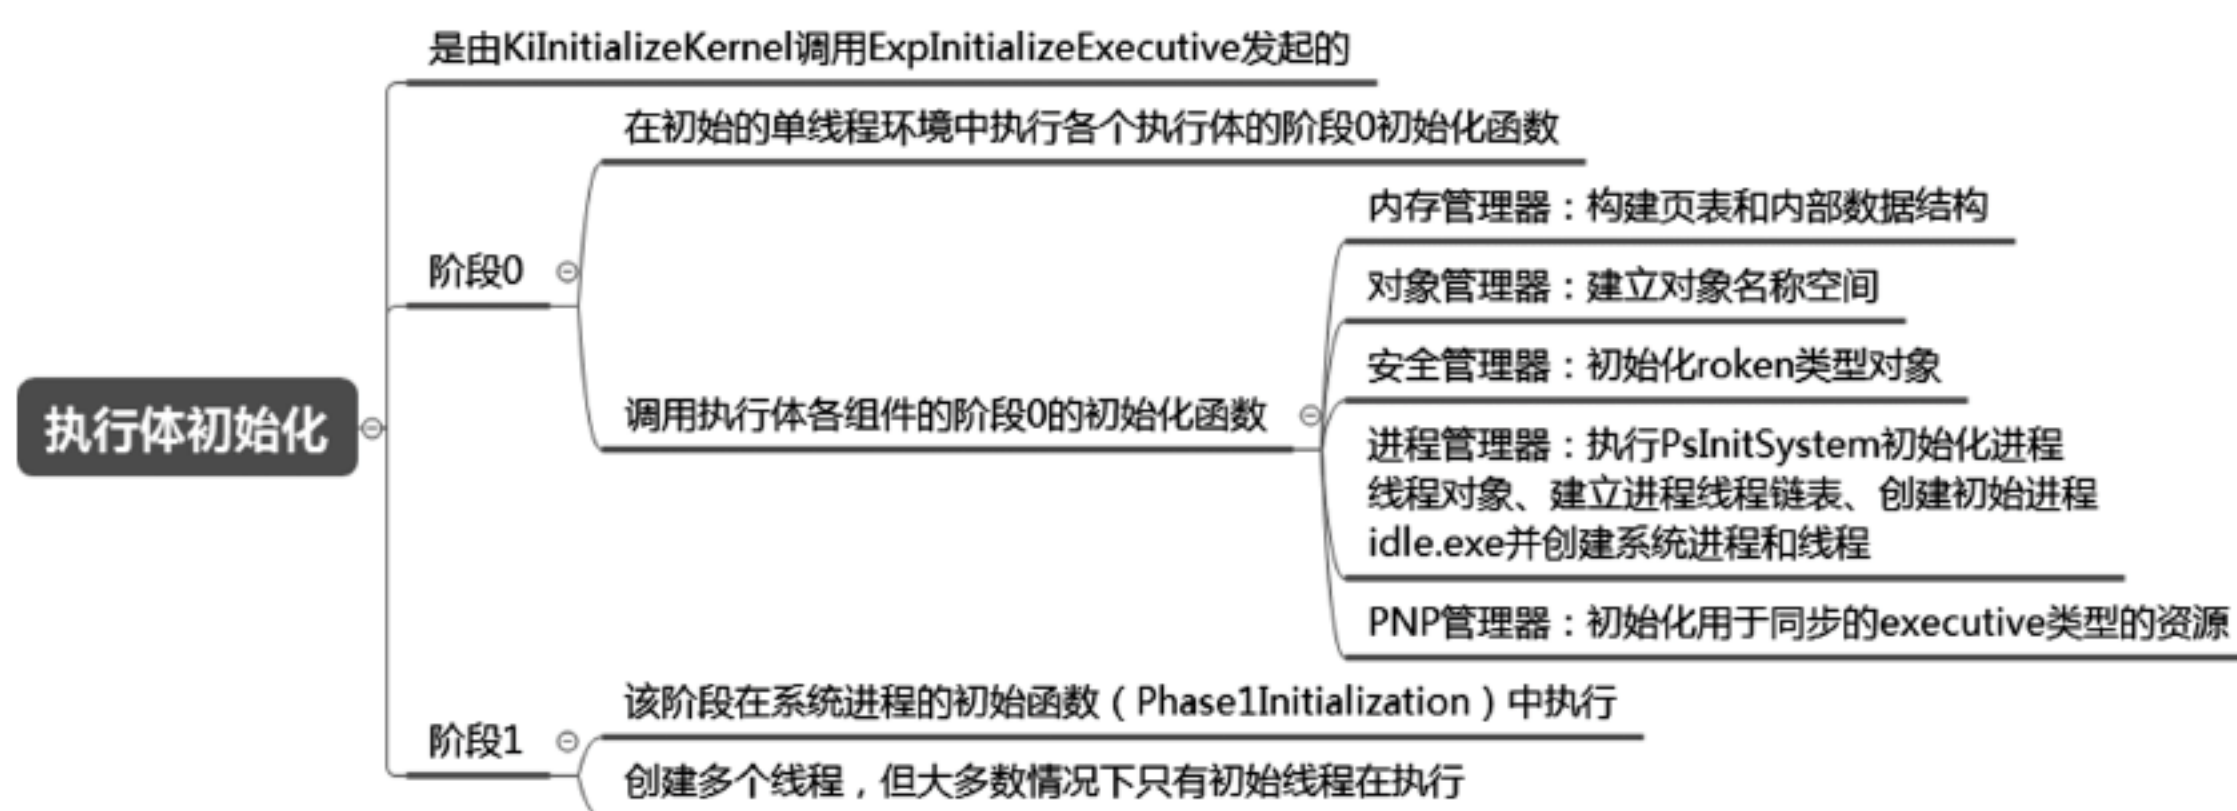 是由KiInitializeKernel调用ExpInitializeExecutive发起的
在初始的单线程环境中执行各个执行体的阶段0初始化函数
内存管理器：构建页表和内部数据结构
对象管理器：建立对象名称空间
阶段0
安全管理器：初始化roken类型对象
调用执行体各组件的阶段0的初始化函数
执行体初始化
进程管理器：执行PsInitSystem初始化进程
线程对象、建立进程线程链表、创建初始进程
idle.exe并创建系统进程和线程
PNP管理器：初始化用于同步的executive类型的资源
该阶段在系统进程的初始函数（Phase1Initialization）中执行
阶段1
创建多个线程，但大多数情况下只有初始线程在执行